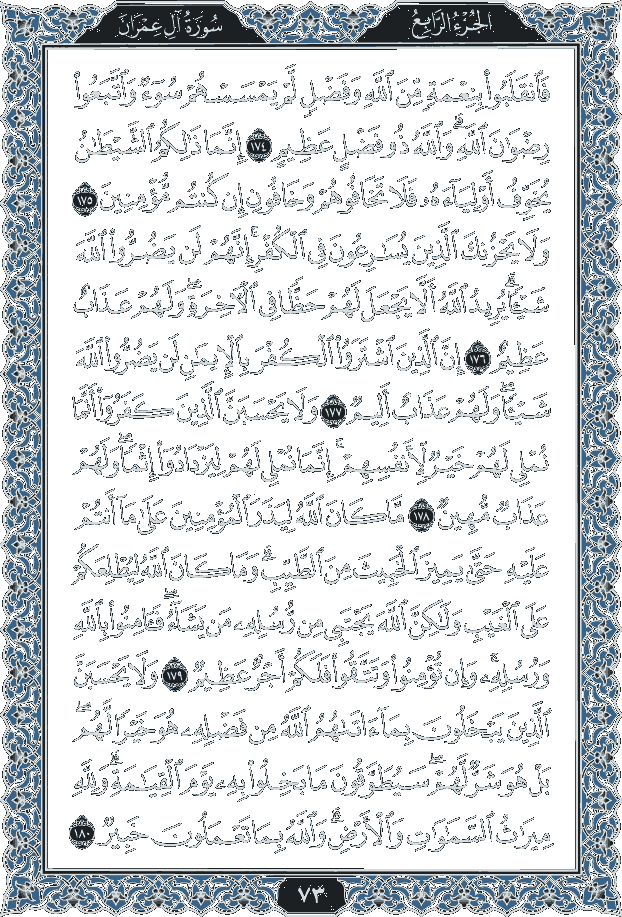 الجزء الرابع
سورة آل عمران
فَٱنقَلَبُوا۟ بِنِعْمَةٍ مِّنَ ٱللَّهِ وَفَضْلٍ لَّمْ يَمْسَسْهُمْ سُوٓءٌ وَٱتَّبَعُوا۟
رِضْوَٰنَ ٱللَّهِ ۗ وَٱللَّهُ ذُو فَضْلٍ عَظِيمٍ ١٧٤ إِنَّمَا ذَٰلِكُمُ ٱلشَّيْطَٰنُ
يُخَوِّفُ أَوْلِيَآءَهُۥ فَلَا تَخَافُوهُمْ وَخَافُونِ إِن كُنتُم مُّؤْمِنِينَ ١٧٥
وَلَا يَحْزُنكَ ٱلَّذِينَ يُسَٰرِعُونَ فِى ٱلْكُفْرِ ۚ إِنَّهُمْ لَن يَضُرُّوا۟ ٱللَّهَ
شَيْـًٔا ۗ يُرِيدُ ٱللَّهُ أَلَّا يَجْعَلَ لَهُمْ حَظًّا فِى ٱلْءَاخِرَةِ ۖ وَلَهُمْ عَذَابٌ
عَظِيمٌ ١٧٦ إِنَّ ٱلَّذِينَ ٱشْتَرَوُا۟ ٱلْكُفْرَ بِٱلْإِيمَٰنِ لَن يَضُرُّوا۟ ٱللَّهَ
شَيْـًٔا ۖ وَلَهُمْ عَذَابٌ أَلِيمٌ ١٧٧ وَلَا يَحْسَبَنَّ ٱلَّذِينَ كَفَرُوٓا۟ أَنَّمَا
نُمْلِى لَهُمْ خَيْرٌ لِّأَنفُسِهِمْ ۚ إِنَّمَا نُمْلِى لَهُمْ لِيَزْدَادُوٓا۟ إِثْمًا ۚ وَلَهُمْ
عَذَابٌ مُّهِينٌ ١٧٨ مَّا كَانَ ٱللَّهُ لِيَذَرَ ٱلْمُؤْمِنِينَ عَلَىٰ مَآ أَنتُمْ
عَلَيْهِ حَتَّىٰ يَمِيزَ ٱلْخَبِيثَ مِنَ ٱلطَّيِّبِ ۗ وَمَا كَانَ ٱللَّهُ لِيُطْلِعَكُمْ
عَلَى ٱلْغَيْبِ وَلَٰكِنَّ ٱللَّهَ يَجْتَبِى مِن رُّسُلِهِۦ مَن يَشَآءُ ۖ فَـَٔامِنُوا۟ بِٱللَّهِ
وَرُسُلِهِۦ ۚ وَإِن تُؤْمِنُوا۟ وَتَتَّقُوا۟ فَلَكُمْ أَجْرٌ عَظِيمٌ ١٧٩ وَلَا يَحْسَبَنَّ
ٱلَّذِينَ يَبْخَلُونَ بِمَآ ءَاتَىٰهُمُ ٱللَّهُ مِن فَضْلِهِۦ هُوَ خَيْرًا لَّهُم ۖ
بَلْ هُوَ شَرٌّ لَّهُمْ ۖ سَيُطَوَّقُونَ مَا بَخِلُوا۟ بِهِۦ يَوْمَ ٱلْقِيَٰمَةِ ۗ وَلِلَّهِ
مِيرَٰثُ ٱلسَّمَٰوَٰتِ وَٱلْأَرْضِ ۗ وَٱللَّهُ بِمَا تَعْمَلُونَ خَبِيرٌ ١٨٠
٧٣